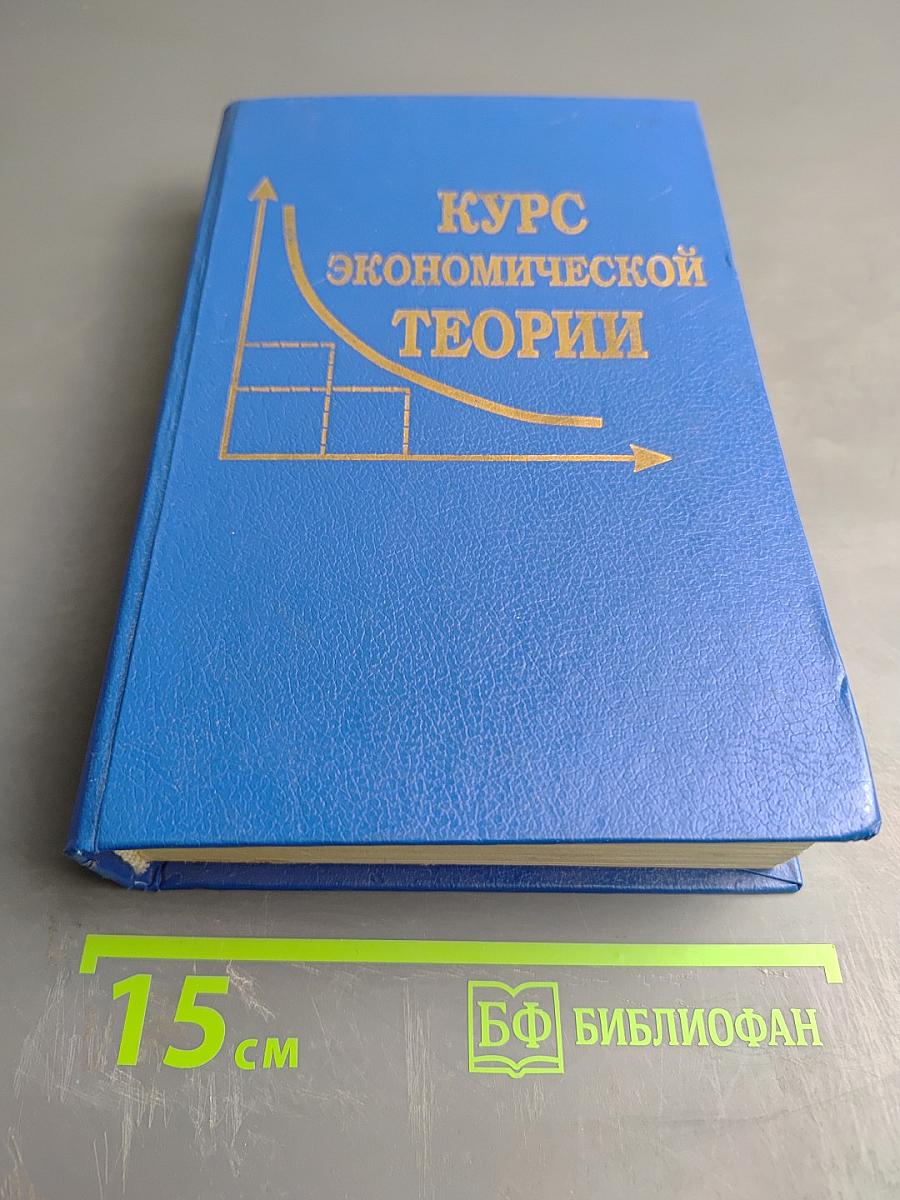 КУРС
ЭКОНОМИЧЕСКОЙ
ТЕОРИИ
15 см
БФ БИБЛИОФАН